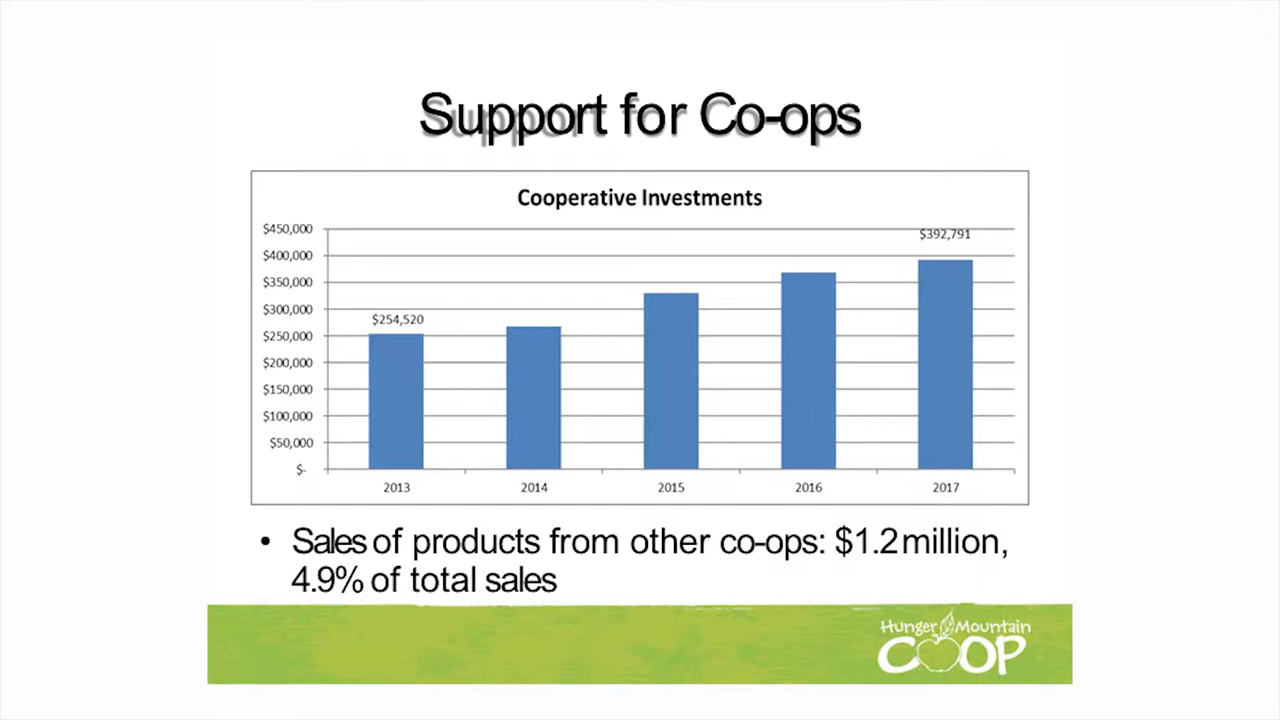 Support for Co-ops
Cooperative Investments
$450,000
$400,000
$350,000
$300,000
$250,000
$200,000
$150,000
$100,000
$50,000
$-
$254,520
$392,791
2013 2014 2015 2016 2017
• Sales of products from other co-ops: $1.2 million,
4.9% of total sales
Hunger Mountain
COOP